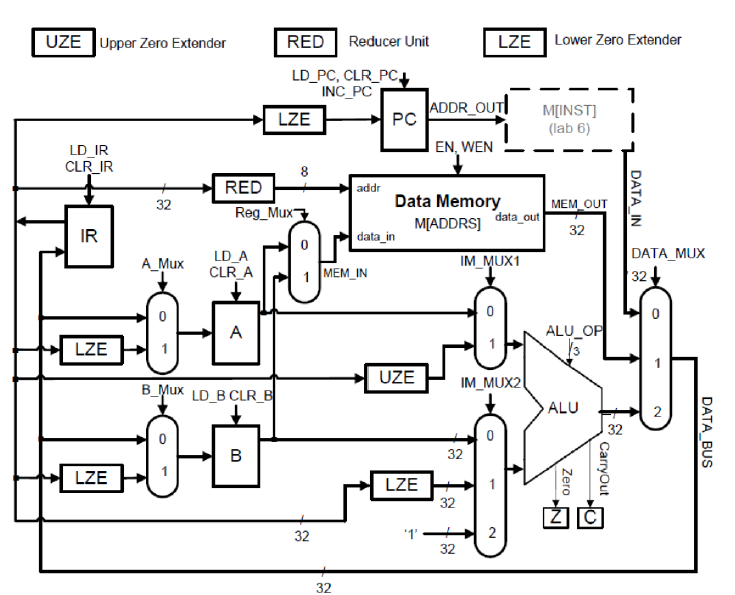 UZE Upper Zero Extender RED Reducer Unit LZE Lower Zero Extender
LD_PC, CLR_PC
INC_PC
LZE PC ADDR_OUT M[INST]
(lab 6)
LD_IR
CLR_IR
EN, WEN
32 RED 8 addr Data Memory
M[ADDRS]
data_in data_out MEM_OUT
32
DATA_IN
32
DATA_MUX
IR
Reg_Mux
0
1
MEM_IN
A_Mux LD_A
CLR_A
IM_MUX1
0
1
LZE A
0
1
UZE
ALU_OP
3
0
1
2
B_Mux LD_B CLR_B IM_MUX2
ALU
32
DATA_BUS
0
1
LZE B
32
0
1
2
LZE 32
Zero CarryOut
Z C
32
'1' 32
32